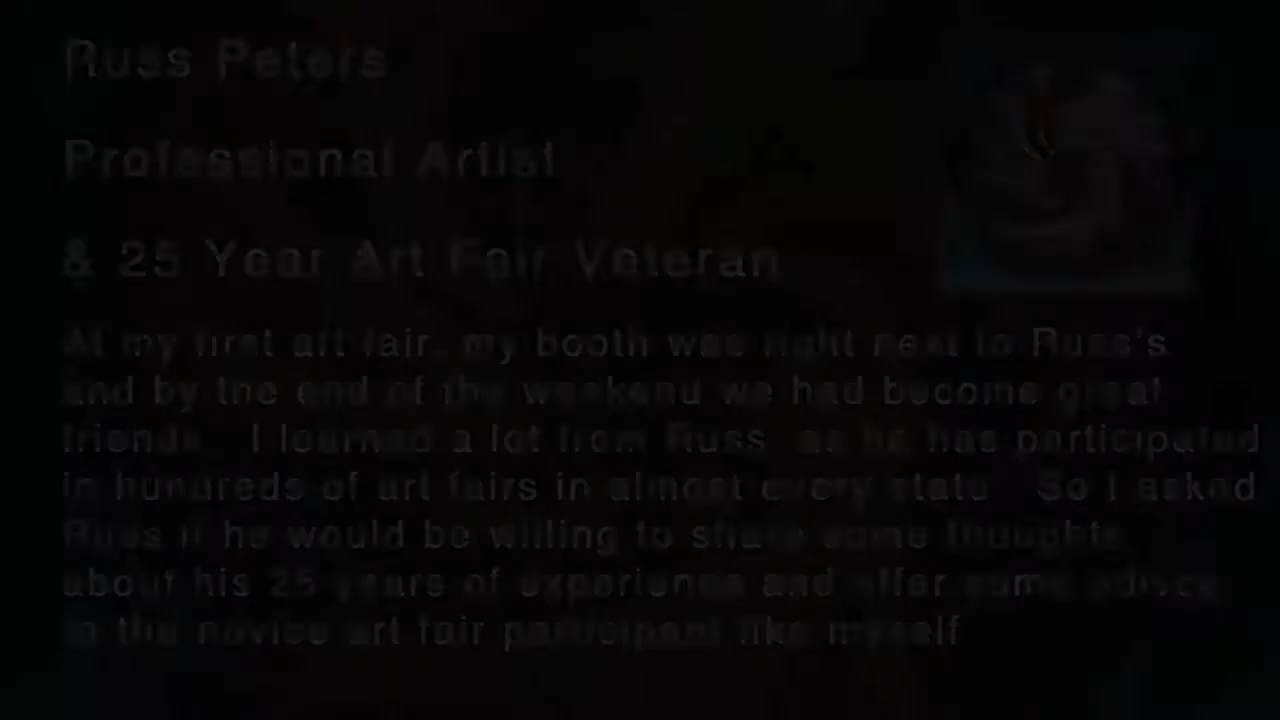 Russ Peters
Professional Artist
& 25 Year Art Fair Veteran
At my first art fair, my booth was right next to Russ's
and by the end of the weekend we had become great
friends. I learned a lot from Russ, as he has participated
in hundreds of art fairs in almost every state. So I asked
Russ if he would be willing to share some thoughts
about his 25 years of experience and offer some advice
to the novice art fair participant like myself